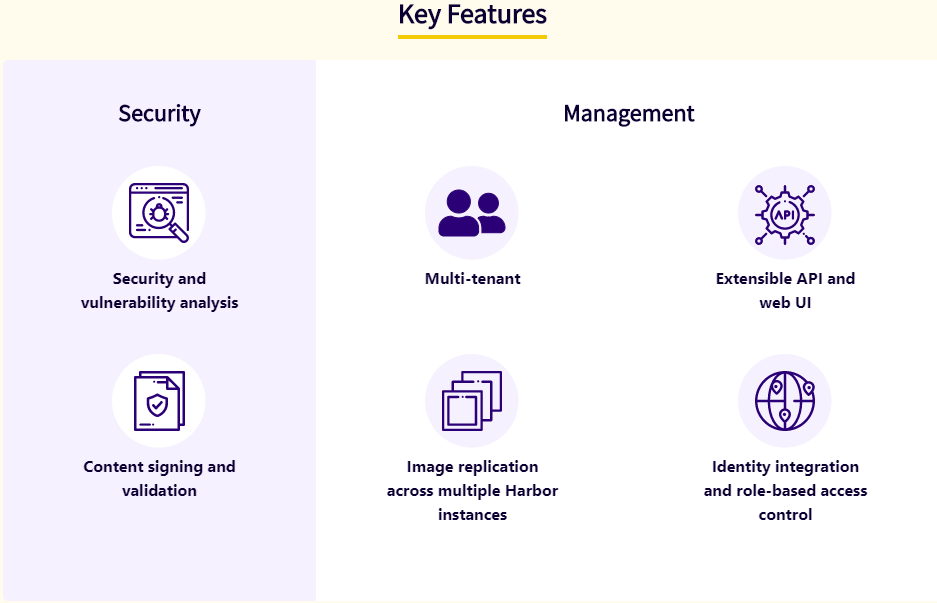 Key Features
Security
Security and
vulnerability analysis
Content signing and
validation
Management
Multi-tenant
API
Extensible API and
web UI
Image replication
across multiple Harbor
instances
Identity integration
and role-based access
control